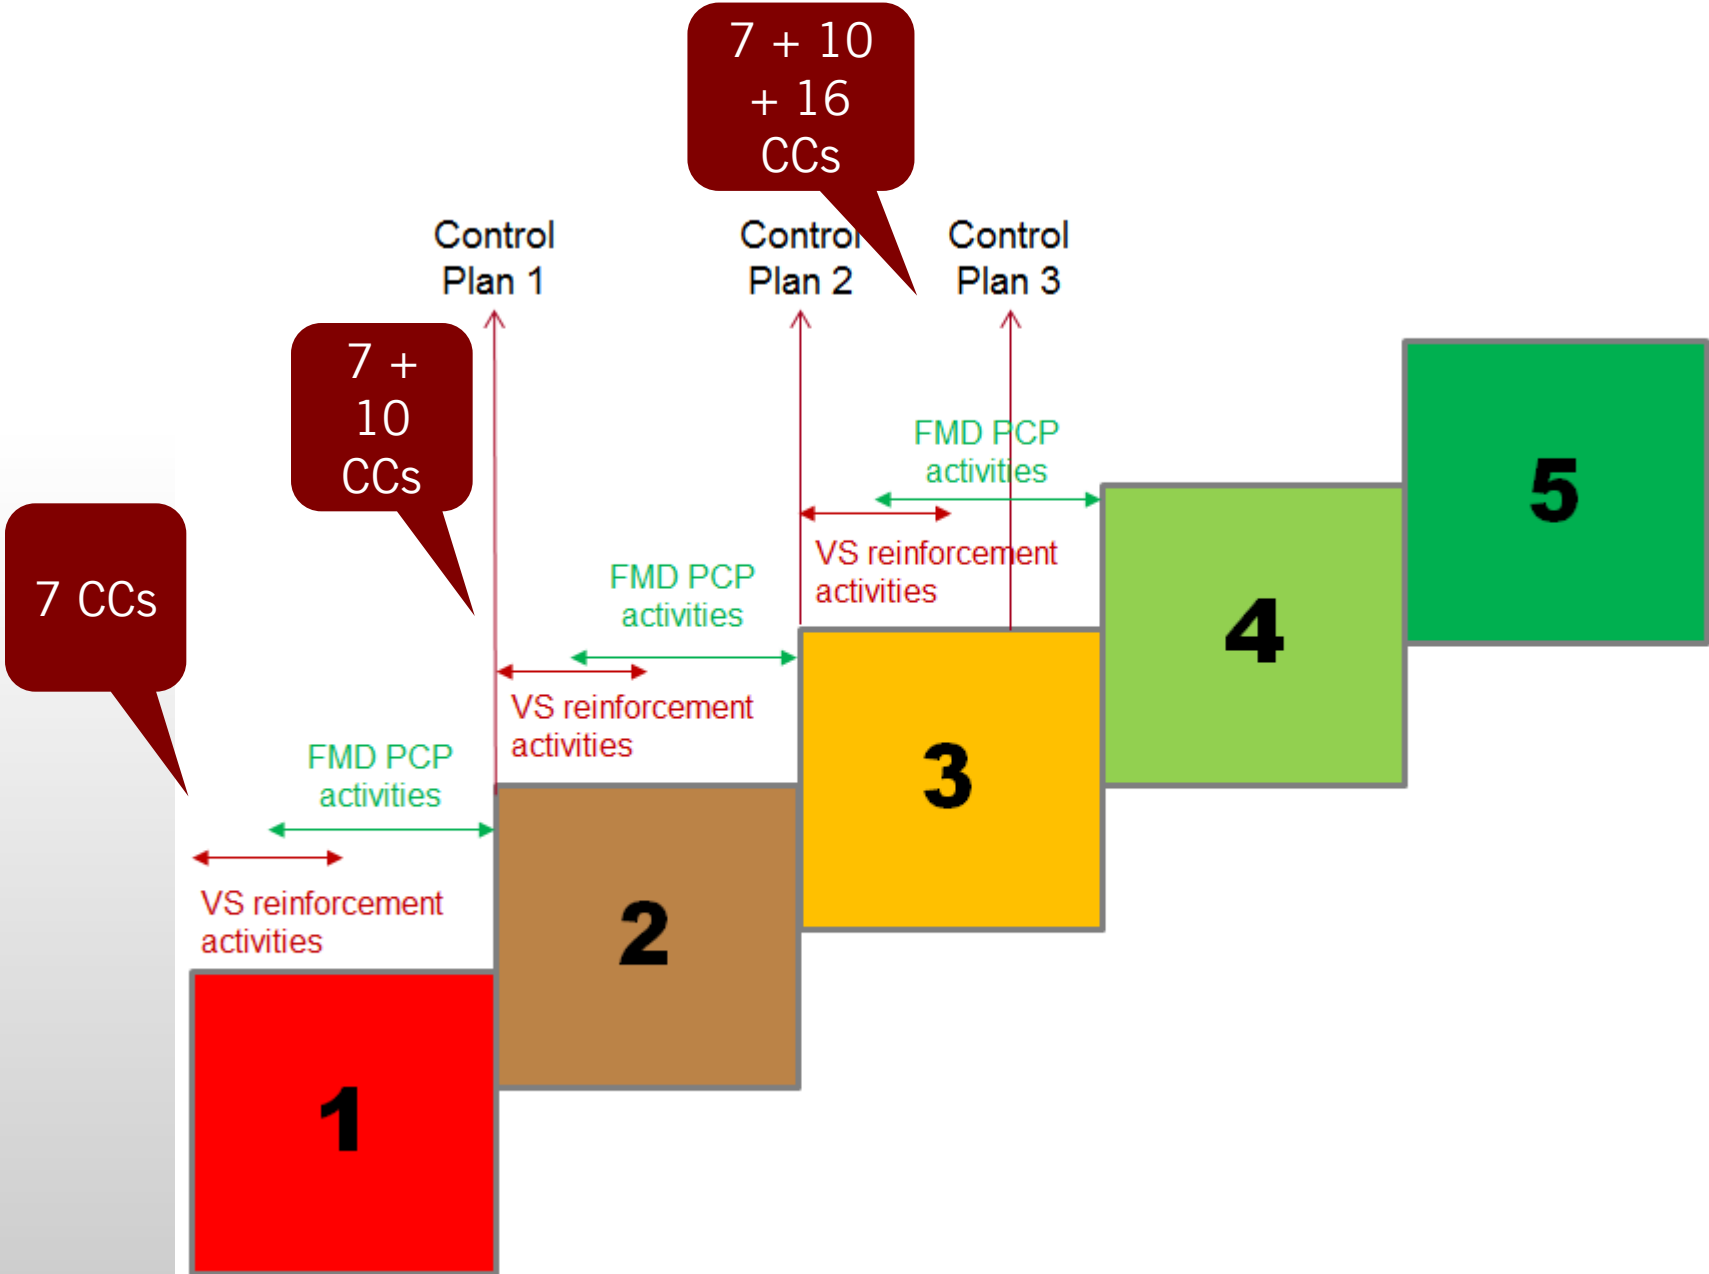 7 + 10
+ 16
CCs
Control
Plan 1
Control
Plan 2
Control
Plan 3
7 +
10
CCs
7 CCs
FMD PCP
activities
VS reinforcement
activities
FMD PCP
activities
VS reinforcement
activities
FMD PCP
activities
VS reinforcement
activities
1
2
3
4
5